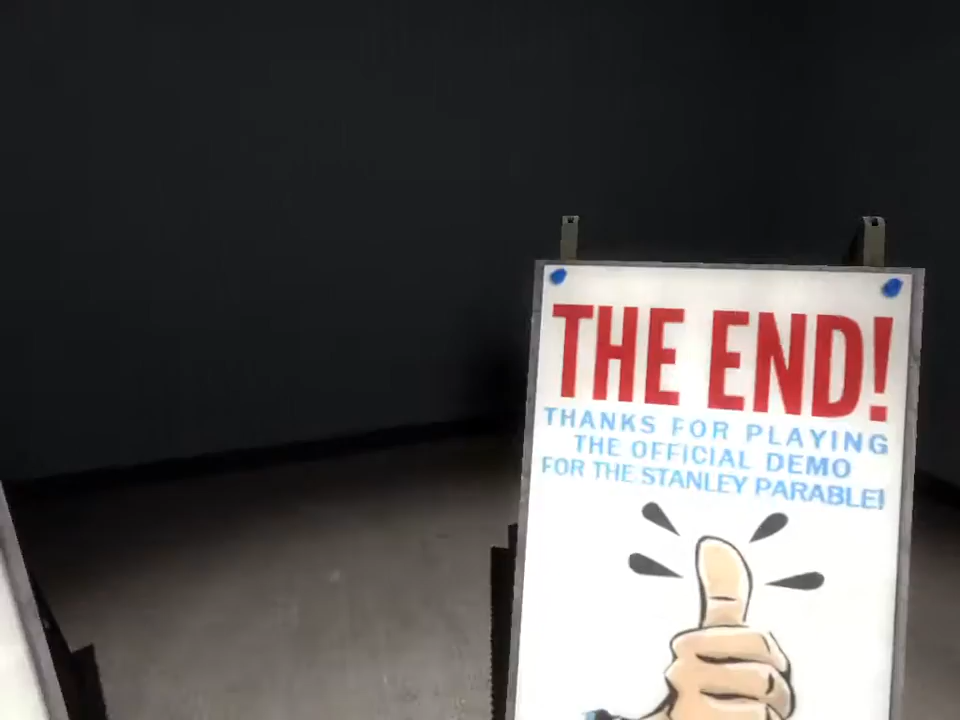 THE END!
THANKS FOR PLAYING
THE OFFICIAL DEMO
FOR THE STANLEY PARABLE!